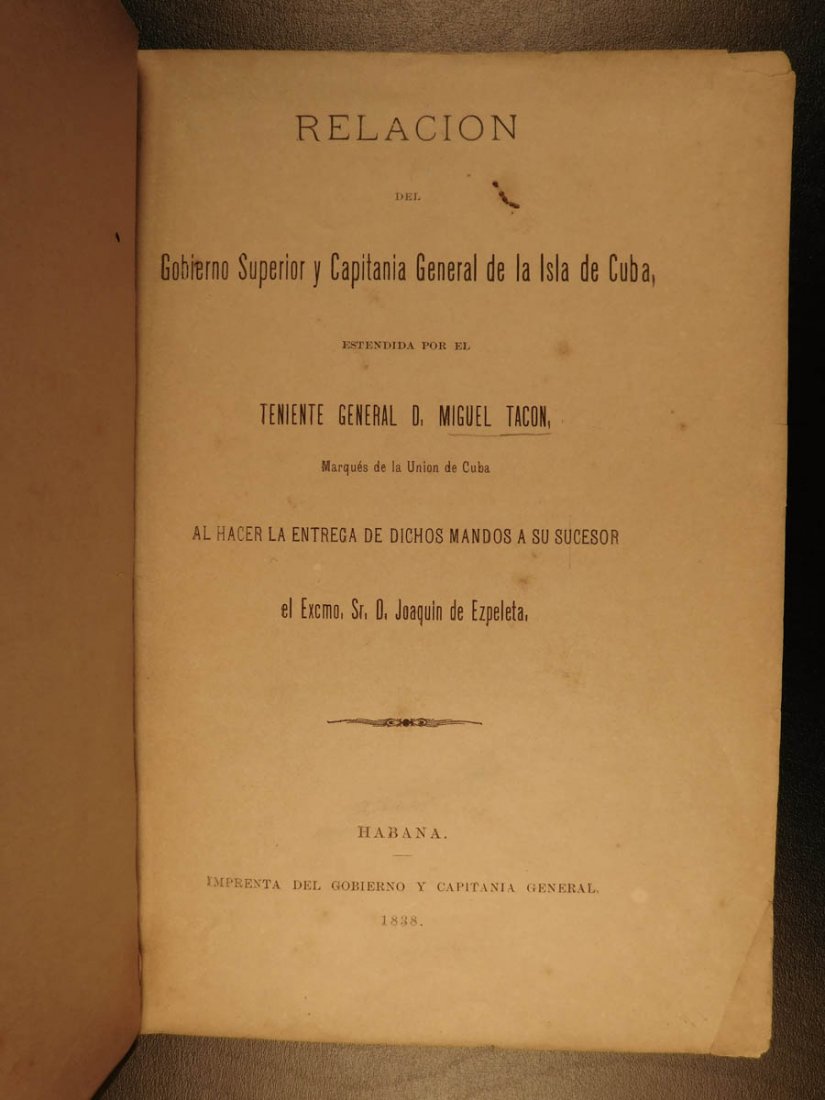 RELACION
DEL
Gobierno Superior y Capitania General de la Isla de Cuba,
ESTENDIDA POR EL
TENIENTE GENERAL D. MIGUEL TACON,
Marqués de la Union de Cuba
AL HACER LA ENTREGA DE DICHOS MANDOS A SU SUCESOR
el Excmo. Sr. D. Joaquin de Ezpeleta.
HABANA.
IMPRENTA DEL GOBIERNO Y CAPITANIA GENERAL.
1838.